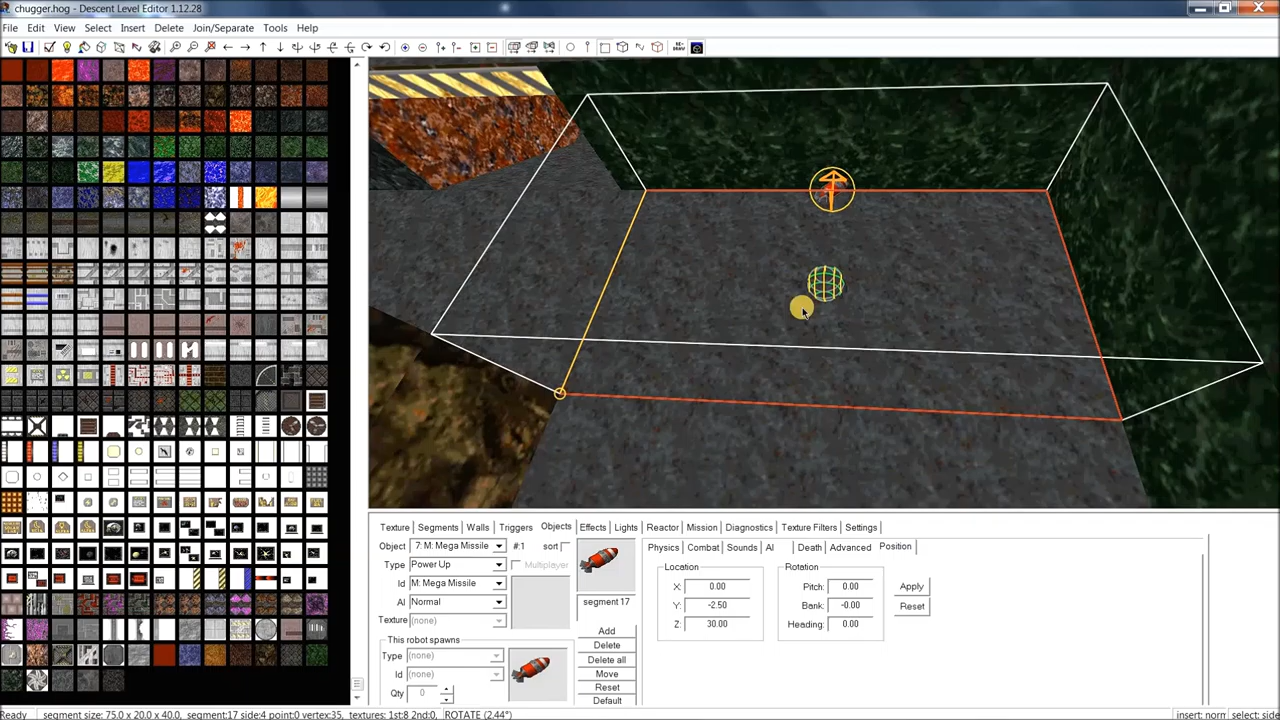 chugger.hog - Descent Level Editor 1.12.28
File Edit View Select Insert Delete Join/Separate Tools Help
Texture Segments Walls Triggers Objects Effects Lights Reactor Mission Diagnostics Texture Filters Settings
Object 7: M: Mega Missile #:1 sort
Type Power Up Multiplayer
Id M: Mega Missile
AI Normal
Texture (none)
segment 17
This robot spawns
Type (none)
Id (none)
Qty 0
Add
Delete
Delete all
Move
Reset
Default
Physics Combat Sounds AI Death Advanced Position
Location
X: 0.00
Y: -2.50
Z: 30.00
Rotation
Pitch: 0.00
Bank: -0.00
Heading: 0.00
Apply
Reset
Ready segment size: 75.0 x 20.0 x 40.0, segment:17 side:4 point:0 vertex:35, textures: 1st:8 2nd:0, ROTATE (2.44°) insert: norm select: side